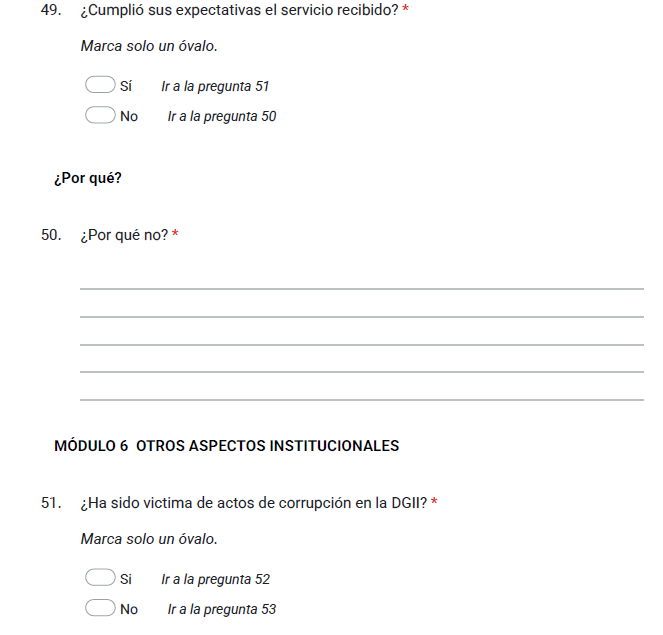 49. ¿Cumplió sus expectativas el servicio recibido? *
Marca solo un óvalo.
Sí Ir a la pregunta 51
No Ir a la pregunta 50
¿Por qué?
50. ¿Por qué no? *
MÓDULO 6 OTROS ASPECTOS INSTITUCIONALES
51. ¿Ha sido victima de actos de corrupción en la DGII? *
Marca solo un óvalo.
Si Ir a la pregunta 52
No Ir a la pregunta 53